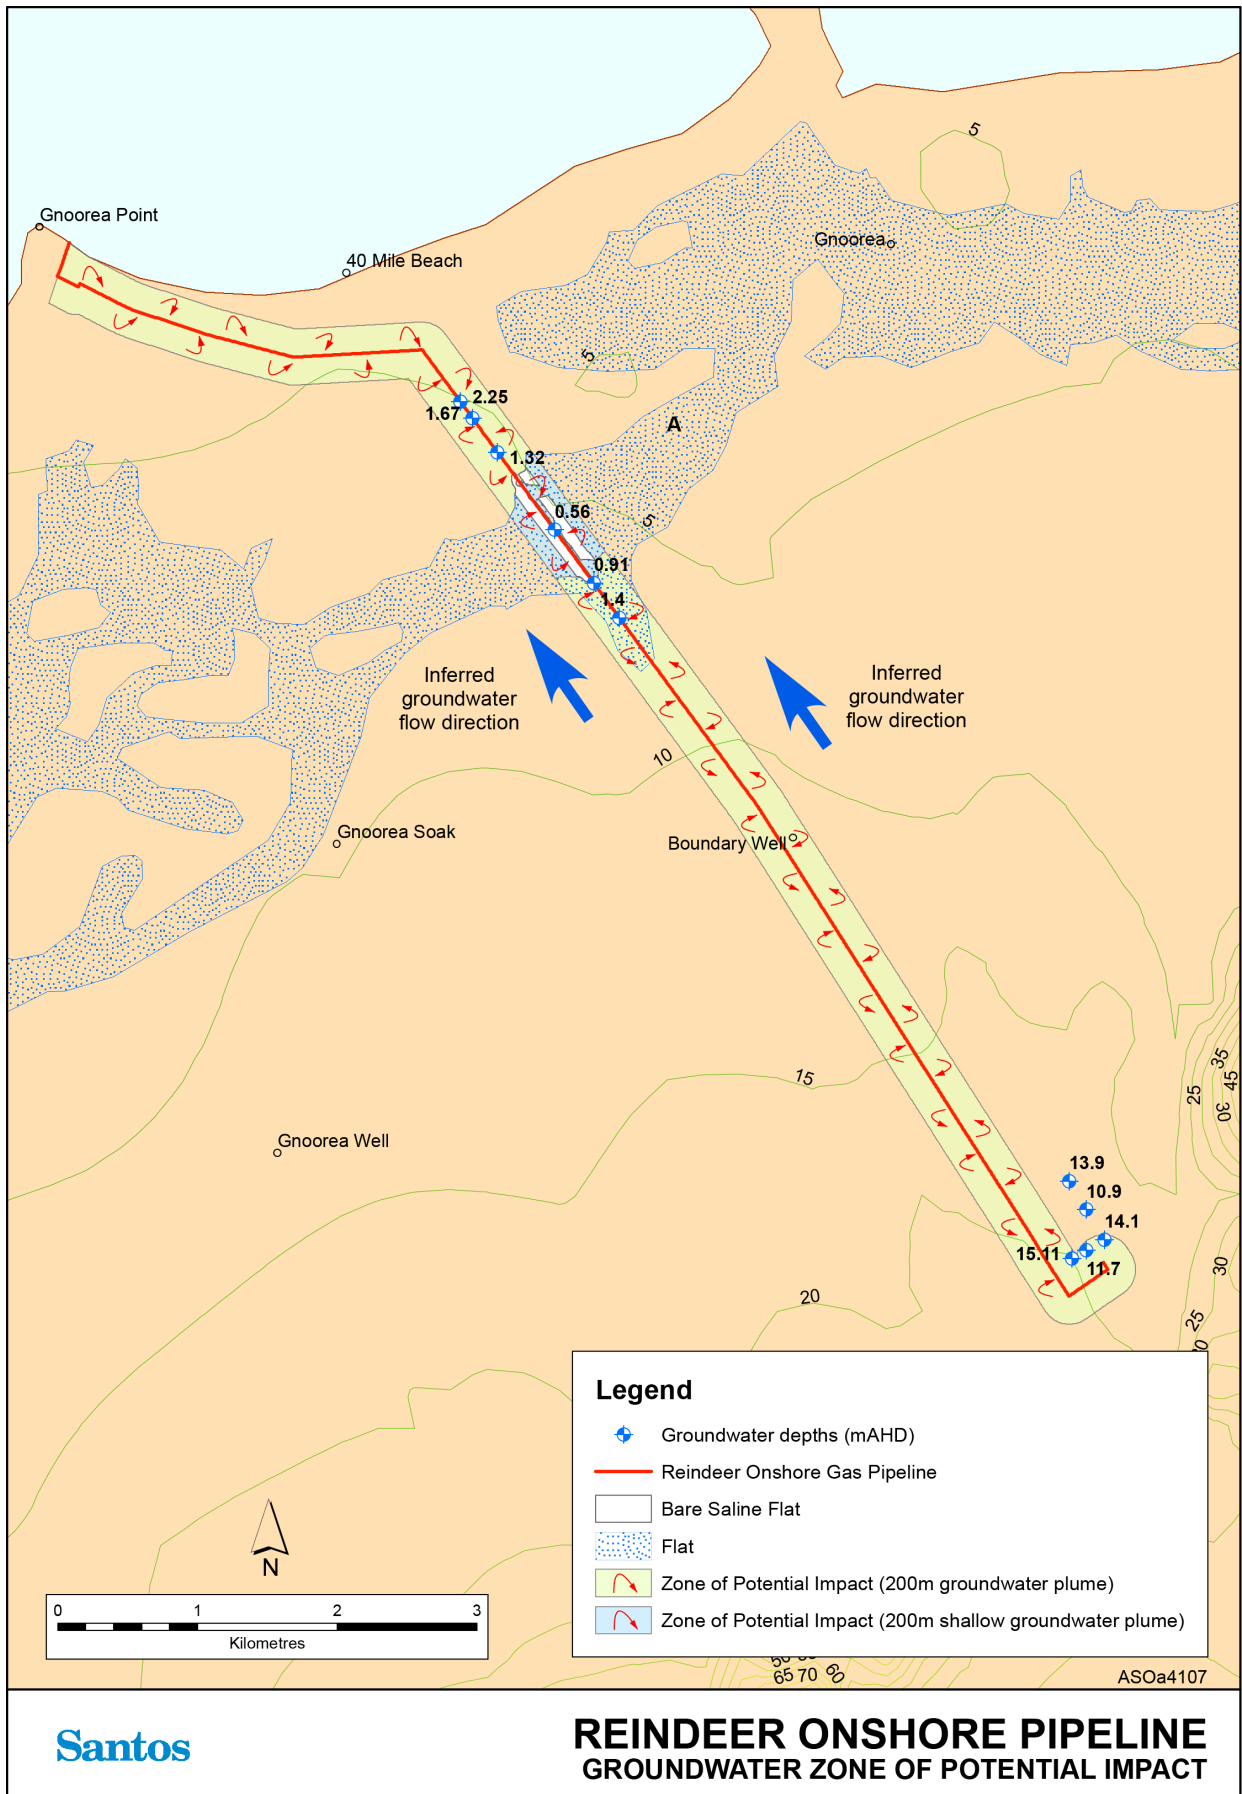 5
Gnoorea Point
Gnoorea
40 Mile Beach
5
2.25
1.67
A
1.32
0.56
5
0.91
1.4
Inferred
groundwater
flow direction
Inferred
groundwater
flow direction
10
Gnoorea Soak
Boundary Well
15
35
45
25
30
Gnoorea Well
13.9
10.9
14.1
15.11
11.7
30
20
25
Legend
Groundwater depths (mAHD)
Reindeer Onshore Gas Pipeline
Bare Saline Flat
Flat
Zone of Potential Impact (200m groundwater plume)
Zone of Potential Impact (200m shallow groundwater plume)
N
0 1 2 3
Kilometres
65 70 60
ASOa4107
Santos
REINDEER ONSHORE PIPELINE
GROUNDWATER ZONE OF POTENTIAL IMPACT